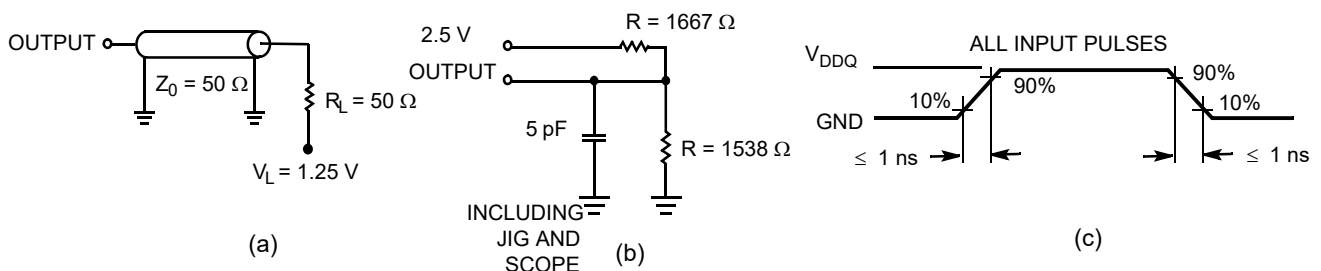 OUTPUT
Z0 = 50 Ω
RL = 50 Ω
VL = 1.25 V
(a)
R = 1667 Ω
2.5 V
OUTPUT
5 pF
R = 1538 Ω
INCLUDING
JIG AND
SCOPE
(b)
ALL INPUT PULSES
VDDQ
GND
10%
90%
90%
10%
≤ 1 ns
≤ 1 ns
(c)